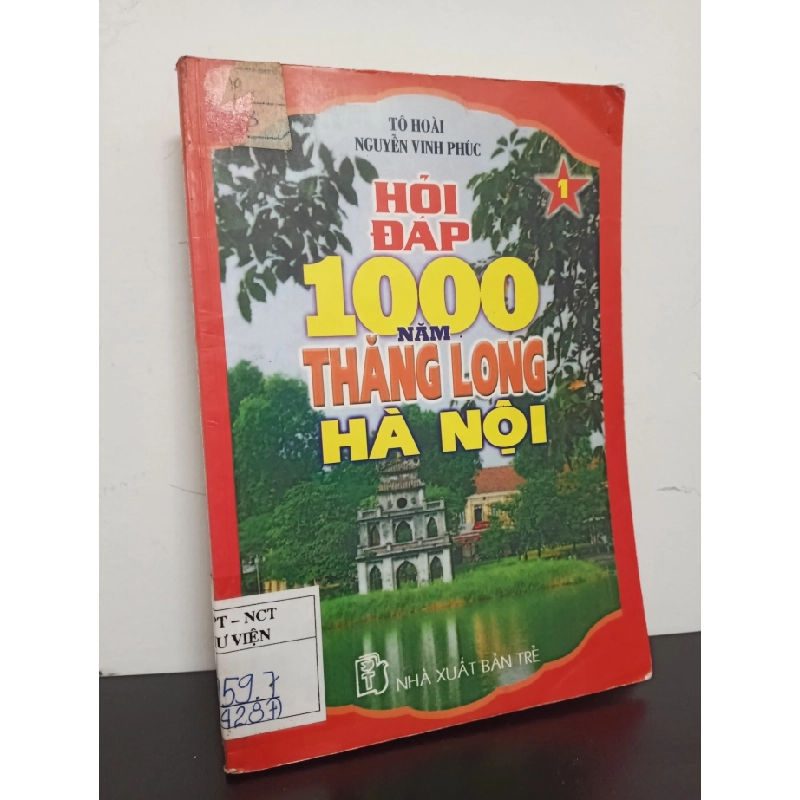 TÔ HOÀI
NGUYỄN VINH PHÚC
1
HỎI
ĐÁP
1000
NĂM
THĂNG LONG
HÀ NỘI
PT – NCT
Ư VIỆN
59.7
4287)
NHÀ XUẤT BẢN TRẺ